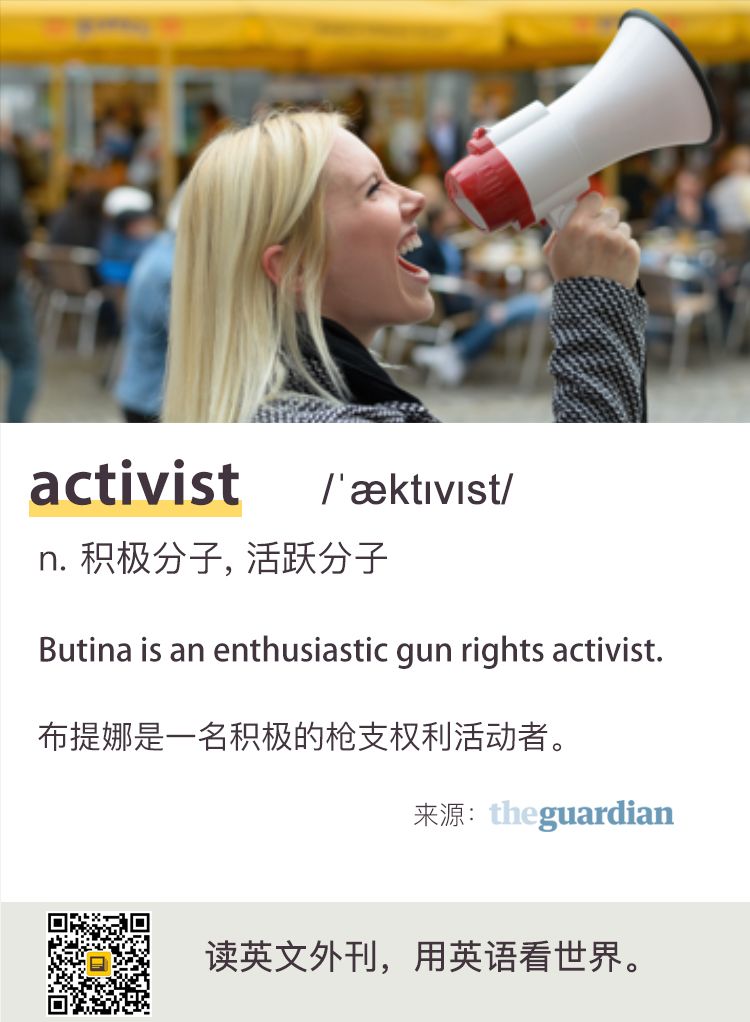 activist /ˈæktɪvɪst/
n. 积极分子, 活跃分子
Butina is an enthusiastic gun rights activist.
布提娜是一名积极的枪支权利活动者。
来源：theguardian
读英文外刊，用英语看世界。